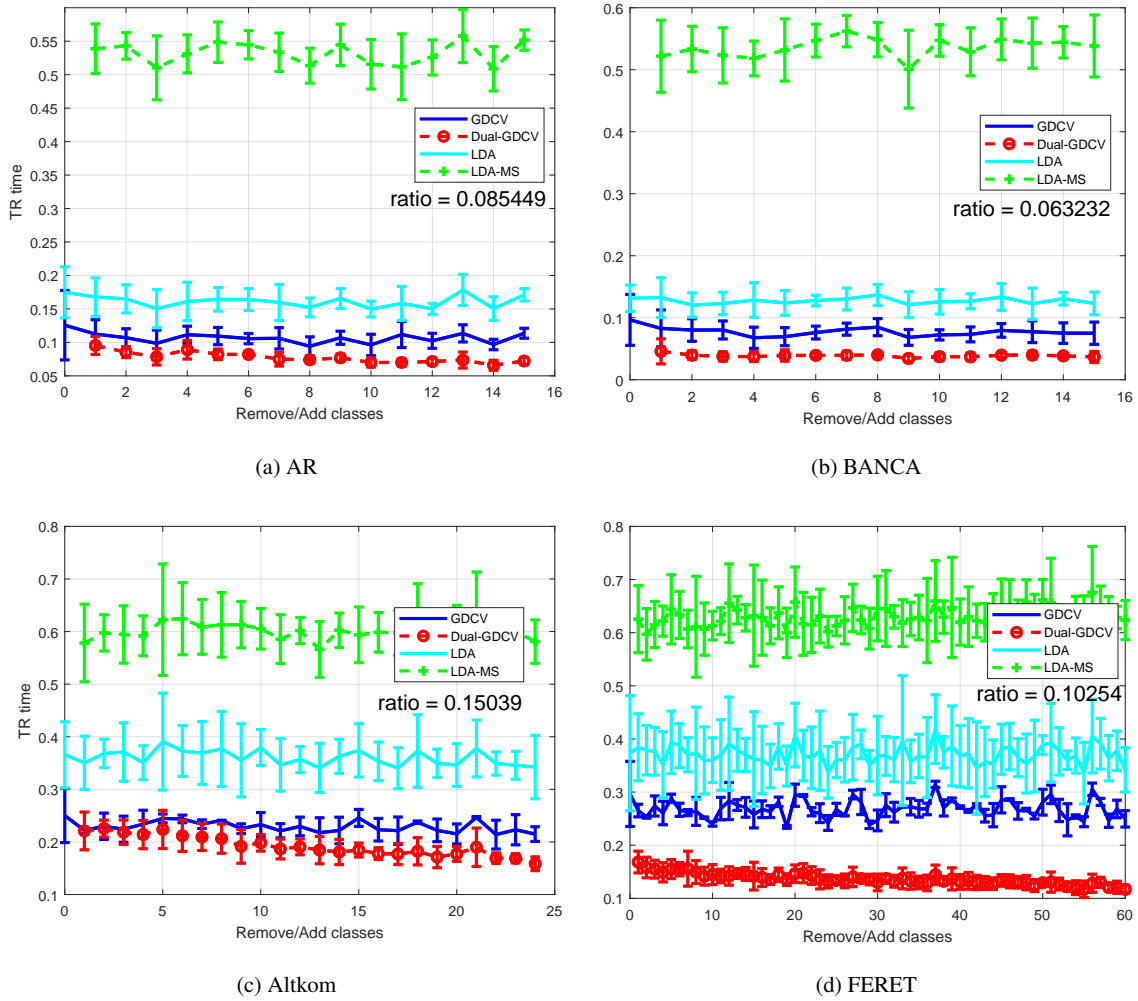 0.55
0.5
0.45
0.4
0.35
0.3
0.25
0.2
0.15
0.1
0.05
TR time
0 2 4 6 8 10 12 14 16
Remove/Add classes
GDCV
Dual-GDCV
LDA
LDA-MS
ratio = 0.085449
(a) AR
0.6
0.5
0.4
0.3
0.2
0.1
0
0 2 4 6 8 10 12 14 16
Remove/Add classes
GDCV
Dual-GDCV
LDA
LDA-MS
ratio = 0.063232
(b) BANCA
0.8
0.7
0.6
0.5
0.4
0.3
0.2
0.1
TR time
0 5 10 15 20 25
Remove/Add classes
GDCV
Dual-GDCV
LDA
LDA-MS
ratio = 0.15039
(c) Altkom
0.8
0.7
0.6
0.5
0.4
0.3
0.2
0.1
0 10 20 30 40 50 60
Remove/Add classes
GDCV
Dual-GDCV
LDA
LDA-MS
ratio = 0.10254
(d) FERET